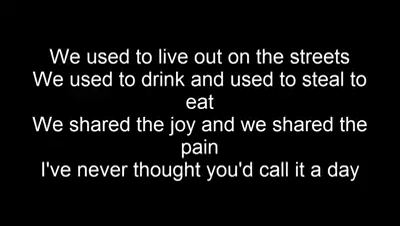 We used to live out on the streets
We used to drink and used to steal to
eat
We shared the joy and we shared the
pain
I've never thought you'd call it a day